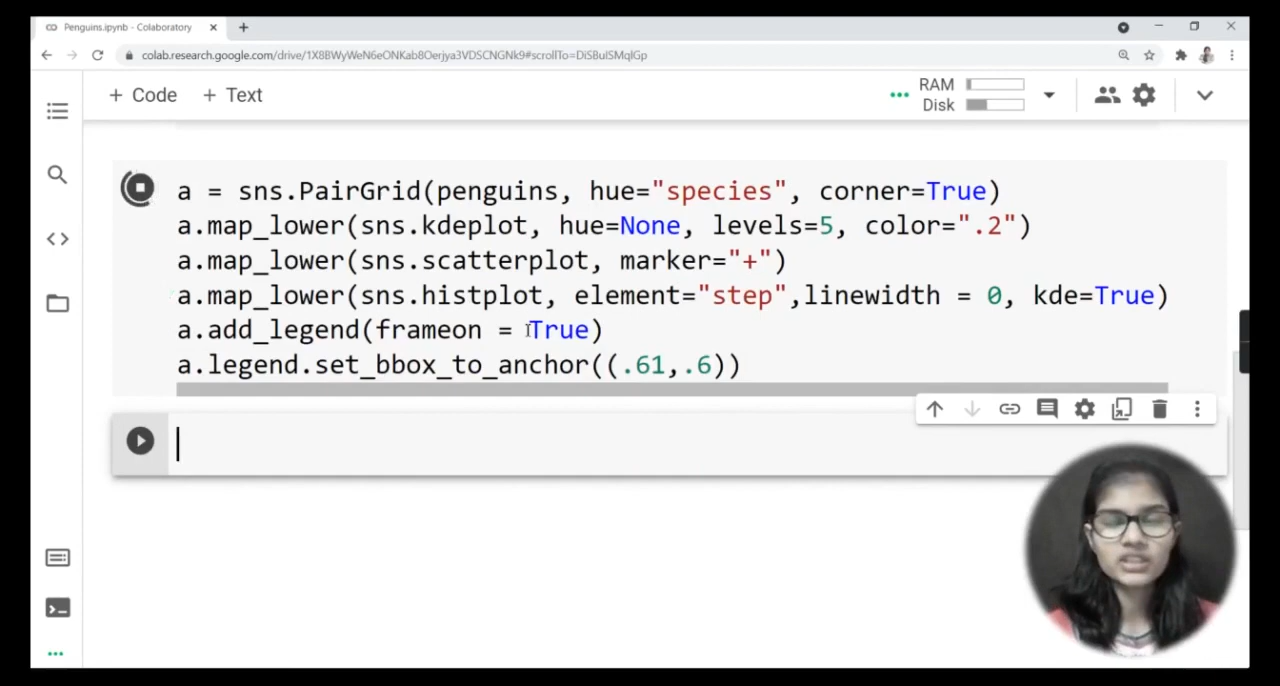 Penguins.ipynb - Colaboratory
colab.research.google.com/drive/1X8BWyWeN6eONKab8Oerjya3VDSCNGNk9#scrollTo=DiSBulSMqlGp
+ Code + Text
RAM
Disk
a = sns.PairGrid(penguins, hue="species", corner=True)
a.map_lower(sns.kdeplot, hue=None, levels=5, color=".2")
a.map_lower(sns.scatterplot, marker="+")
a.map_lower(sns.histplot, element="step",linewidth = 0, kde=True)
a.add_legend(frameon = True)
a.legend.set_bbox_to_anchor((.61,.6))